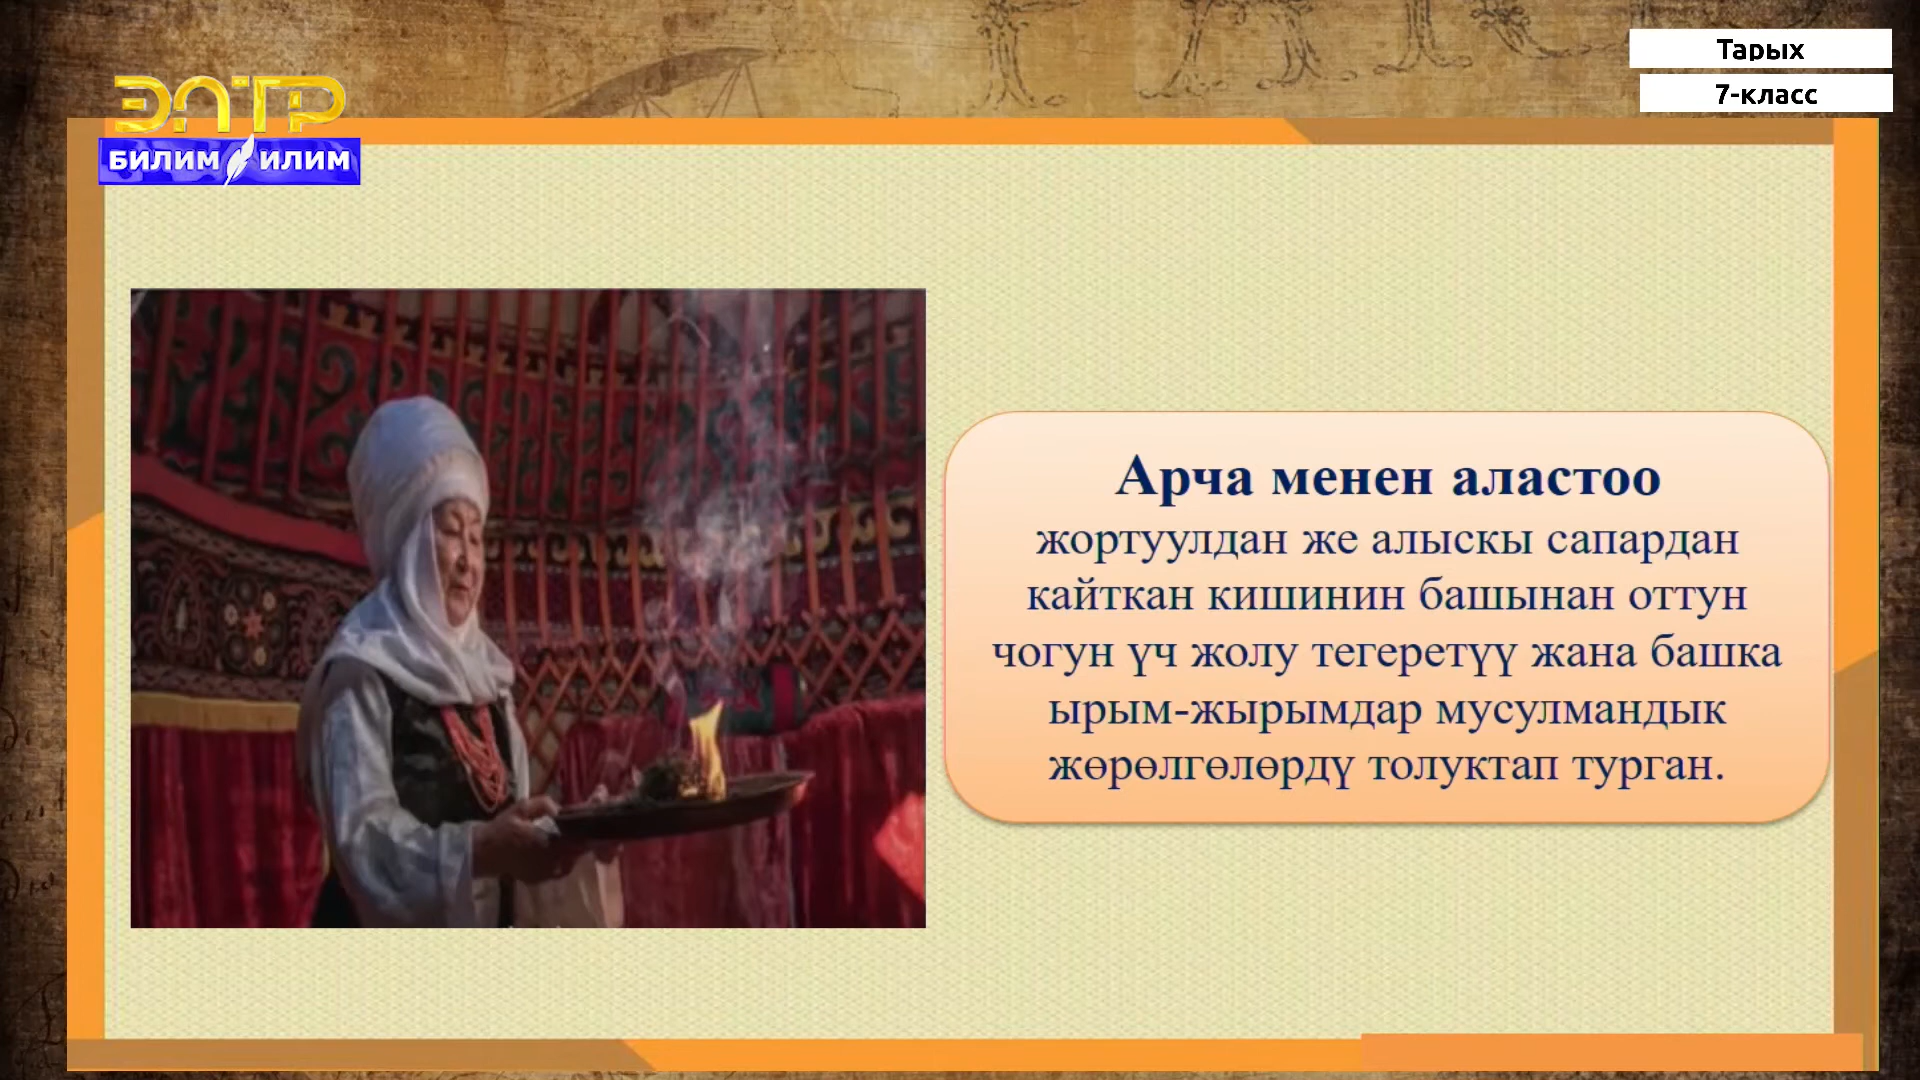 Тарых
7-класс
ЭЛТР
БИЛИМ ИЛИМ
Арча менен аластоо
жортуулдан же алыскы сапардан
кайткан кишинин башынан оттун
чогун үч жолу тегеретүү жана башка
ырым-жырымдар мусулмандык
жөрөлгөлөрдү толуктап турган.